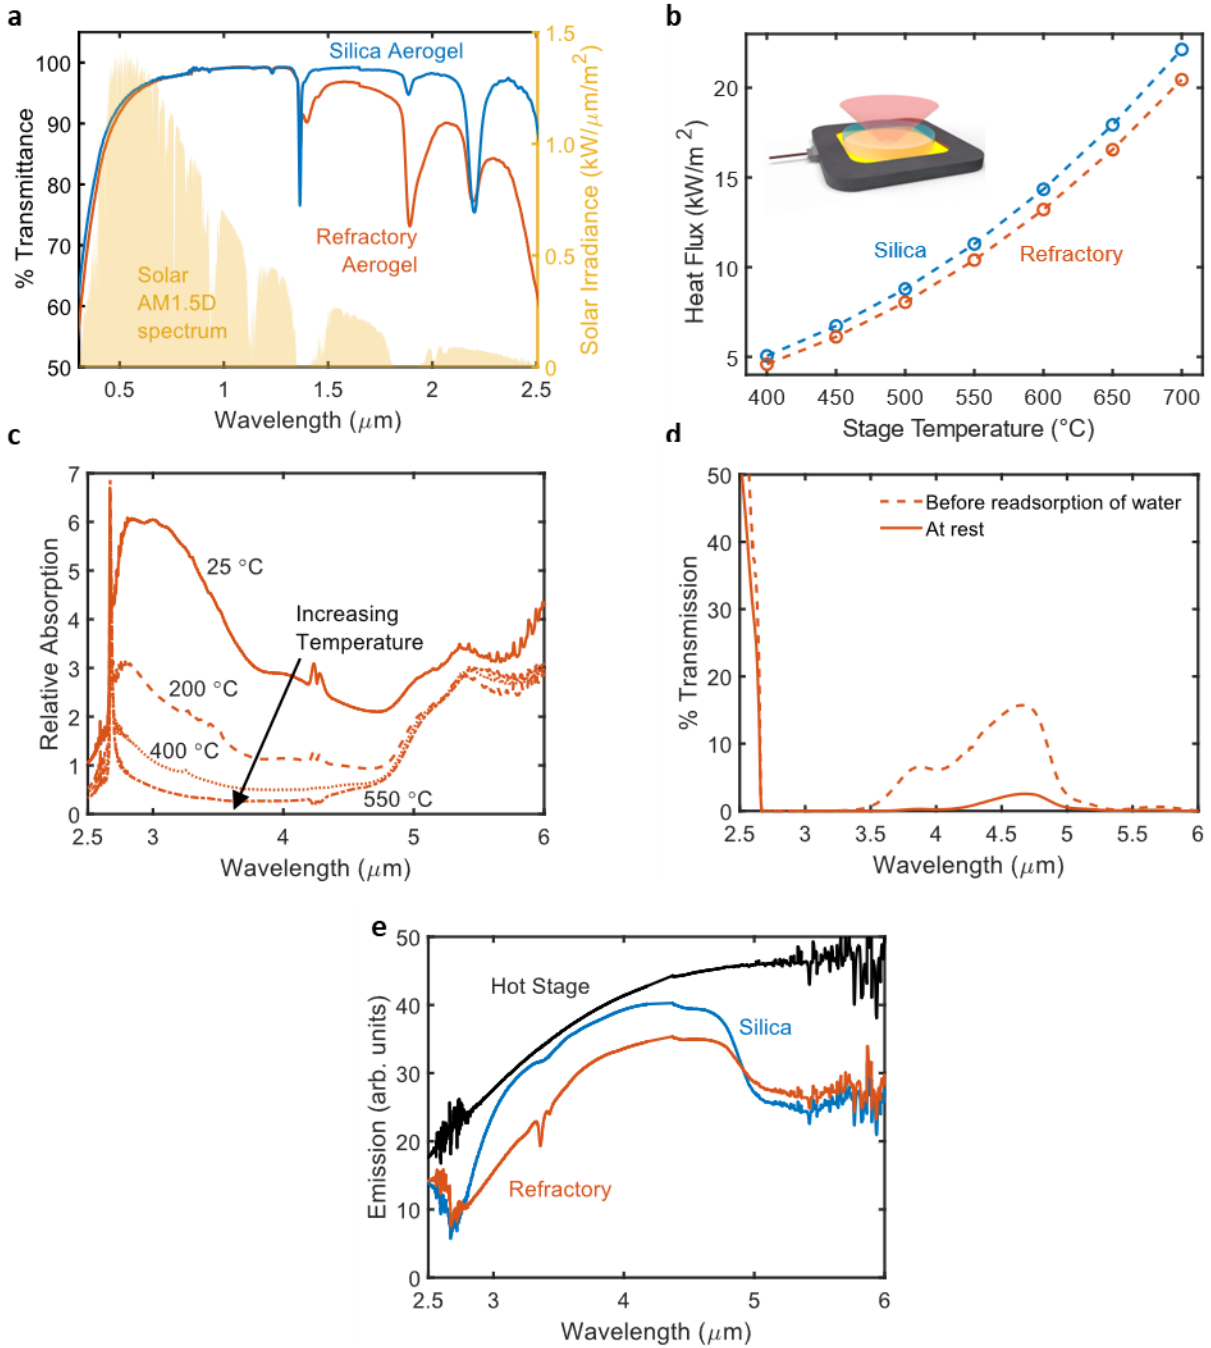 a
Silica Aerogel
Refractory
Aerogel
Solar
AM1.5D
spectrum
% Transmittance
100
90
80
70
60
50
0.5
1
1.5
2
2.5
Wavelength (μm)
1.5
1.0
0.5
0
Solar Irradiance (kW/μm/m²)
b
Heat Flux (kW/m²)
20
15
10
5
Silica
Refractory
400 450 500 550 600 650 700
Stage Temperature (°C)
c
Relative Absorption
7
6
5
4
3
2
1
0
25 °C
Increasing
Temperature
200 °C
400 °C
550 °C
2.5 3 4 5 6
Wavelength (μm)
d
% Transmission
50
40
30
20
10
0
Before readsorption of water
At rest
2.5 3 3.5 4 4.5 5 5.5 6
Wavelength (μm)
e
Emission (arb. units)
50
40
30
20
10
0
Hot Stage
Silica
Refractory
2.5 3 4 5 6
Wavelength (μm)